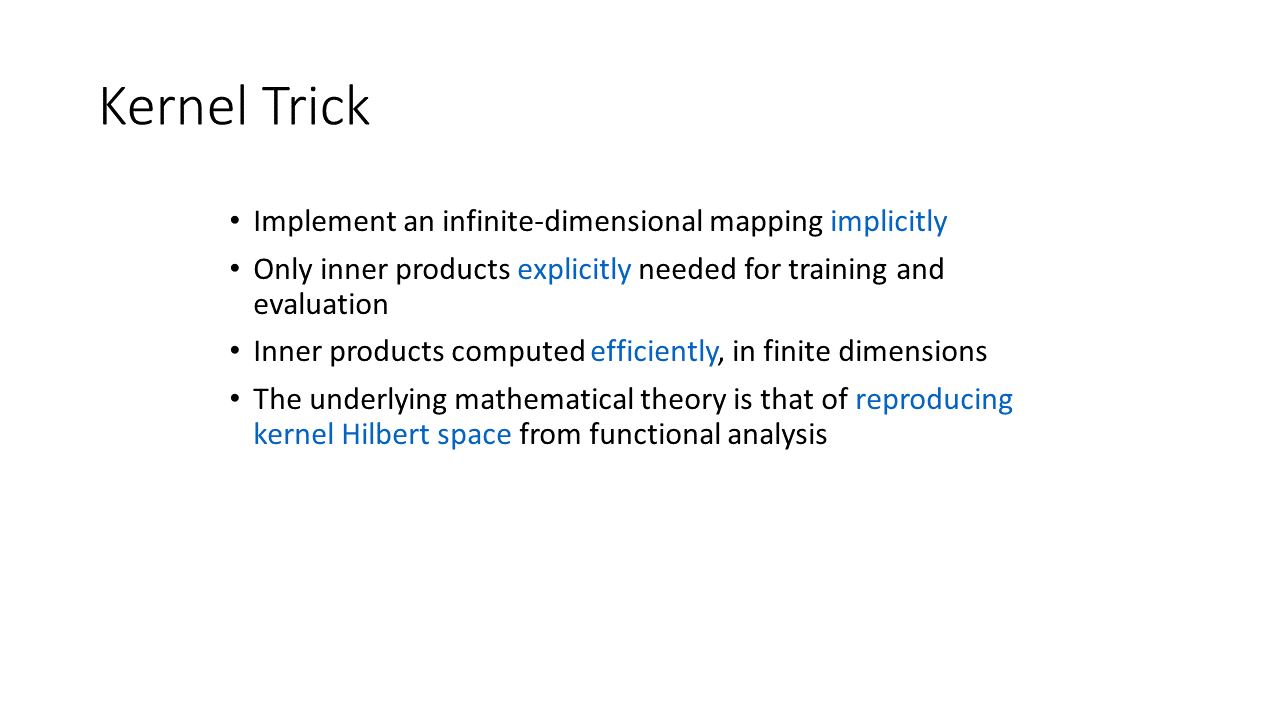 Kernel Trick
• Implement an infinite-dimensional mapping implicitly
• Only inner products explicitly needed for training and
evaluation
• Inner products computed efficiently, in finite dimensions
• The underlying mathematical theory is that of reproducing
kernel Hilbert space from functional analysis